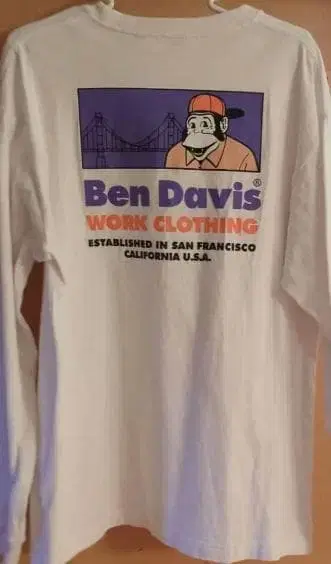 Ben Davis®
WORK CLOTHING
ESTABLISHED IN SAN FRANCISCO
CALIFORNIA U.S.A.